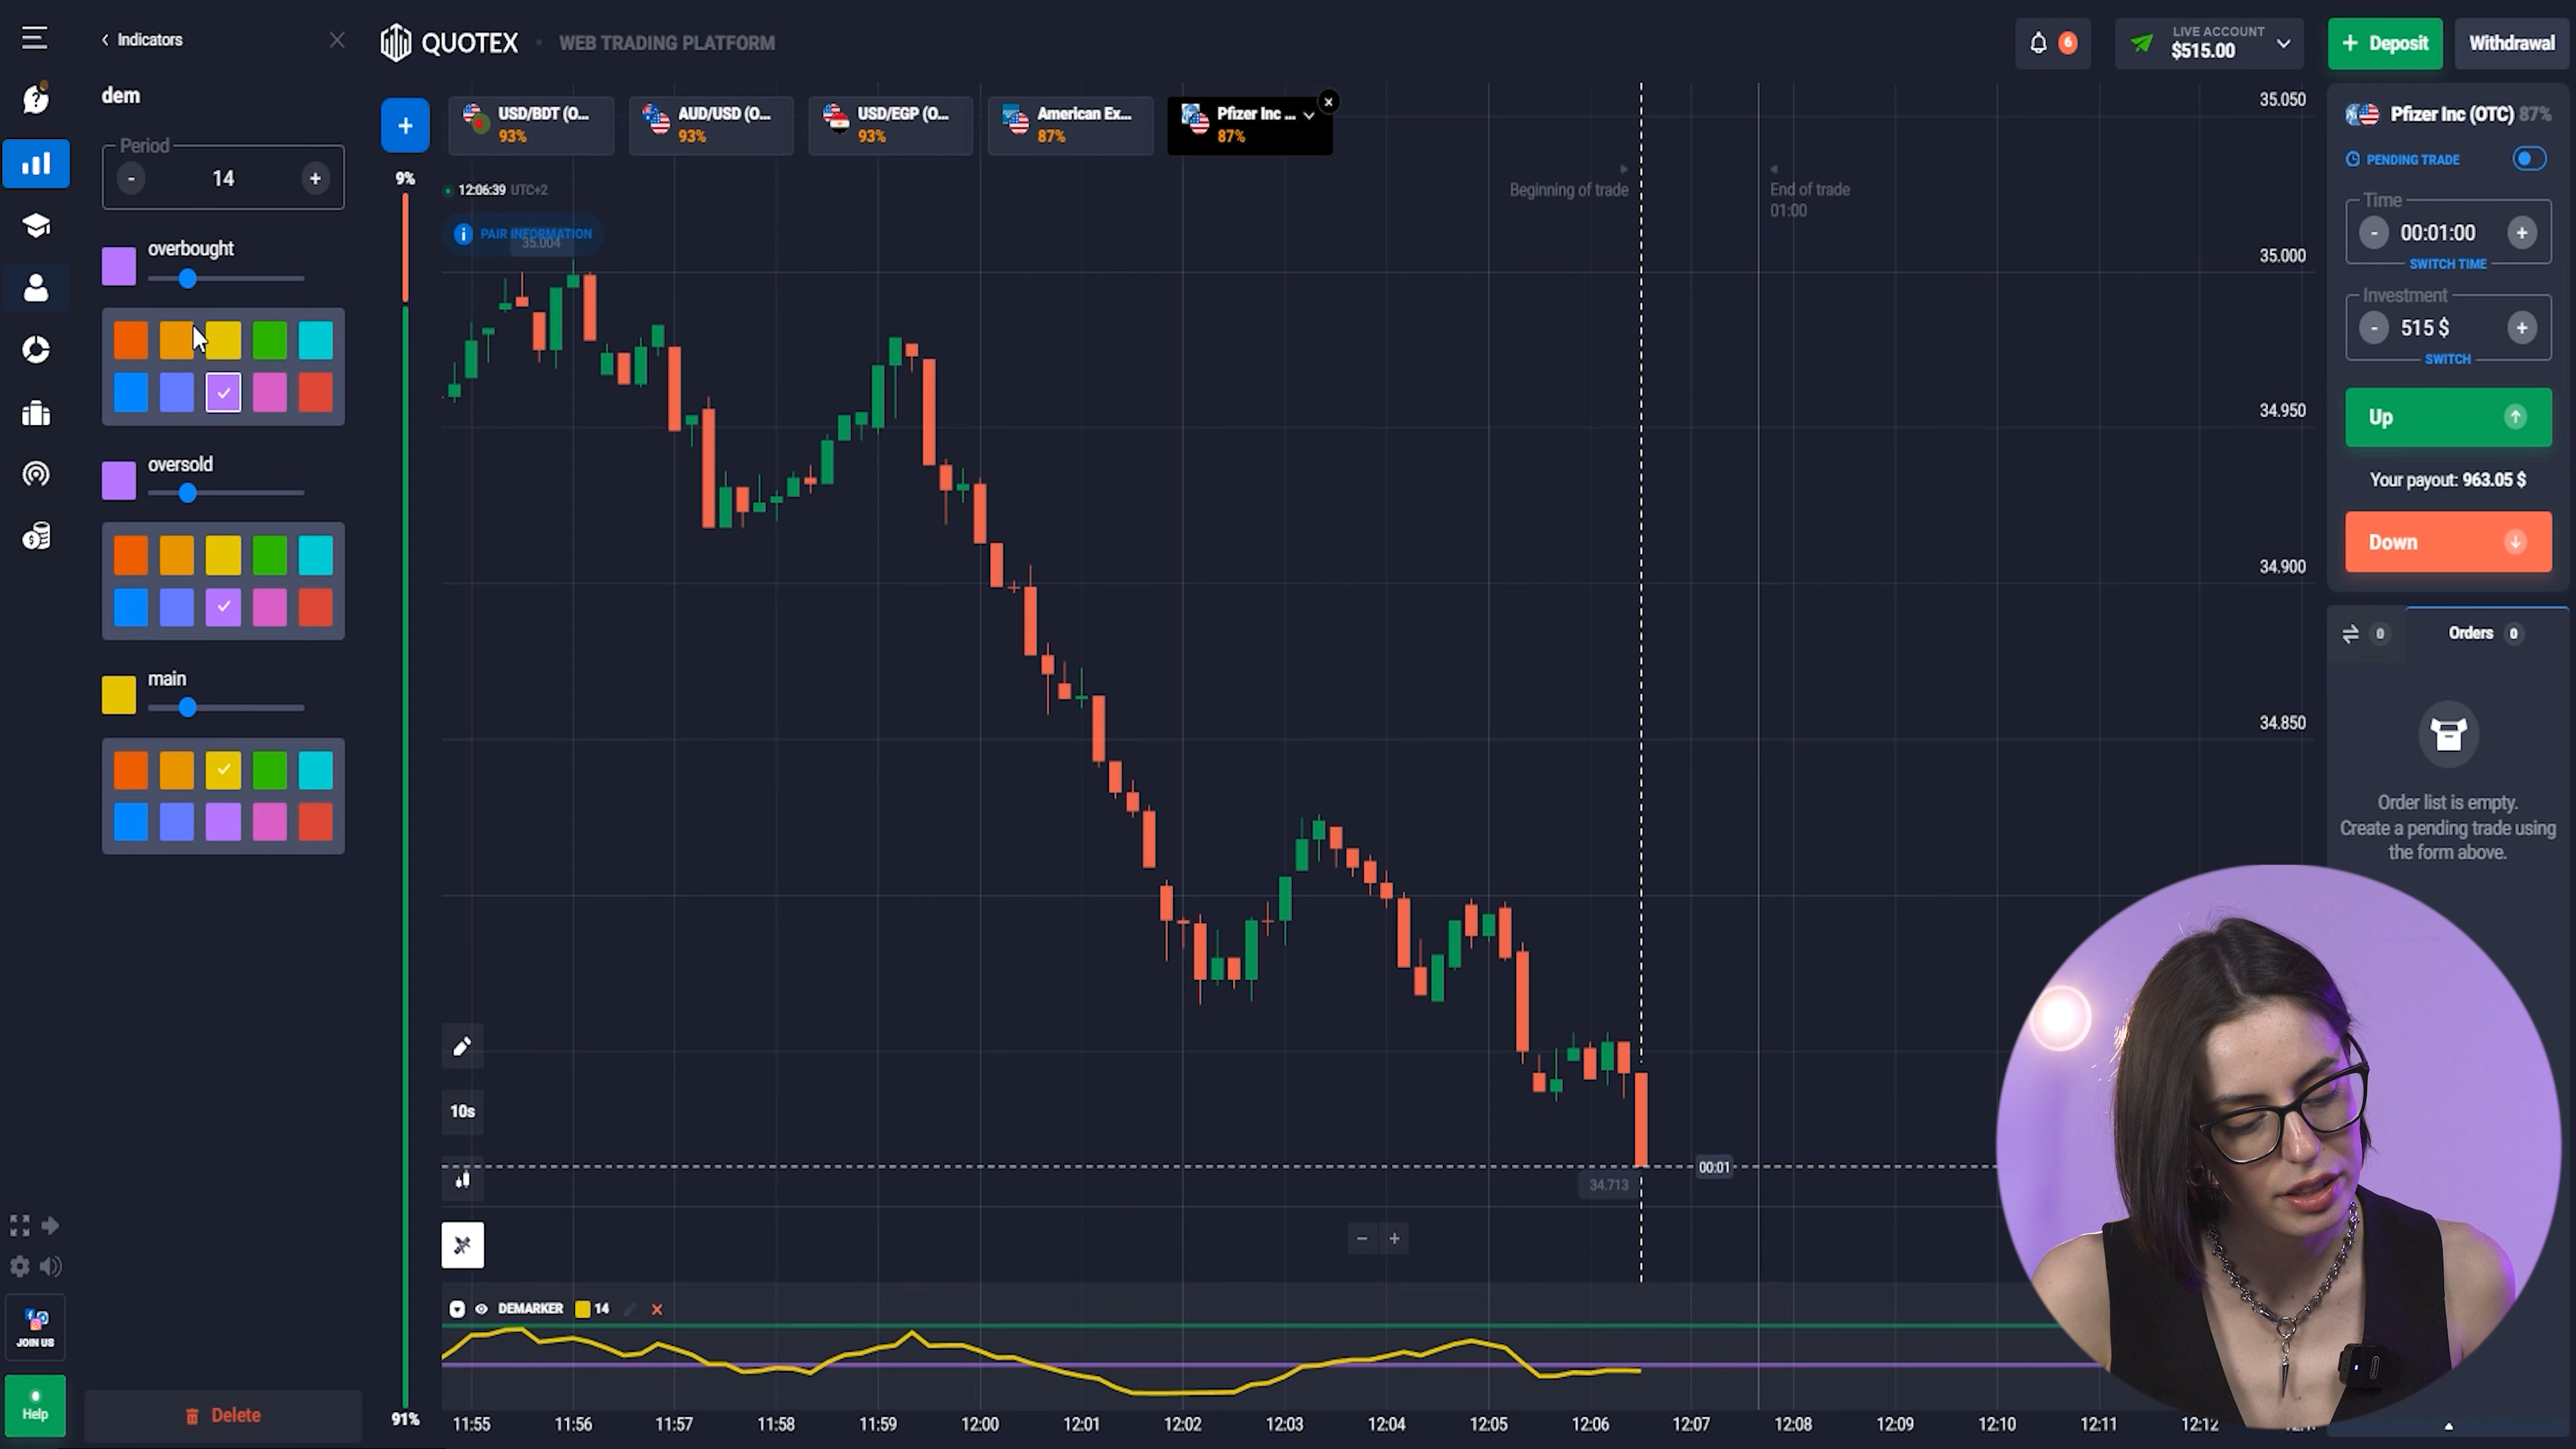 Indicators
QUOTEX
WEB TRADING PLATFORM
6
LIVE ACCOUNT
$515.00
+ Deposit
Withdrawal
dem
Period
- 14 +
overbought
oversold
main
Delete
JOIN US
Help
9%
91%
+
USD/BDT (O...
93%
AUD/USD (O...
93%
USD/EGP (O...
93%
American Ex...
87%
Pfizer Inc ...
87%
12:06:39 UTC+2
PAIR INFORMATION
35.004
Beginning of trade
End of trade
01:00
35.050
35.000
34.950
34.900
34.850
10s
00:01
34.713
- +
DEMARKER 14
11:55 11:56 11:57 11:58 11:59 12:00 12:01 12:02 12:03 12:04 12:05 12:06 12:07 12:08 12:09 12:10 12:11 12:12
Pfizer Inc (OTC) 87%
PENDING TRADE
Time
- 00:01:00 +
SWITCH TIME
Investment
- 515 $ +
SWITCH
Up
Your payout: 963.05 $
Down
0
Orders 0
Order list is empty.
Create a pending trade using
the form above.